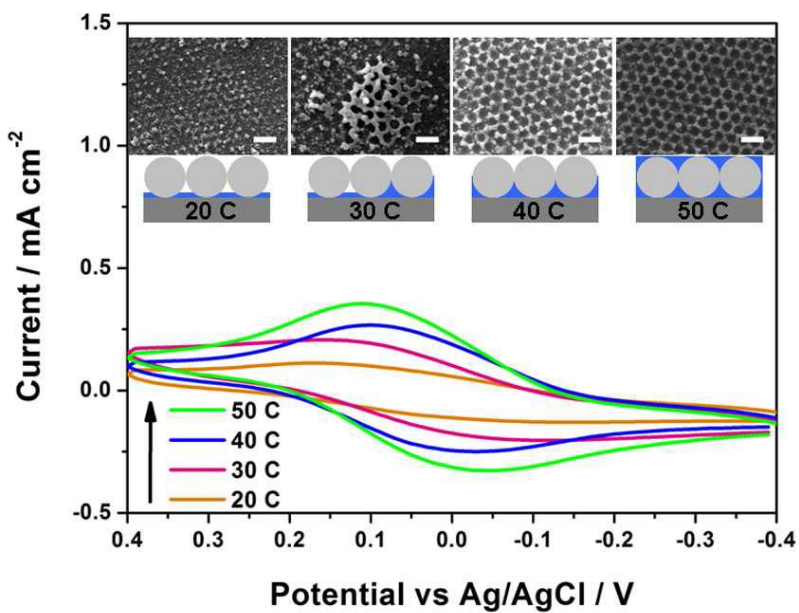 1.5
1.0
0.5
0.0
-0.5
Current / mA cm-2
20 C 30 C 40 C 50 C
50 C
40 C
30 C
20 C
0.4 0.3 0.2 0.1 0.0 -0.1 -0.2 -0.3 -0.4
Potential vs Ag/AgCl / V